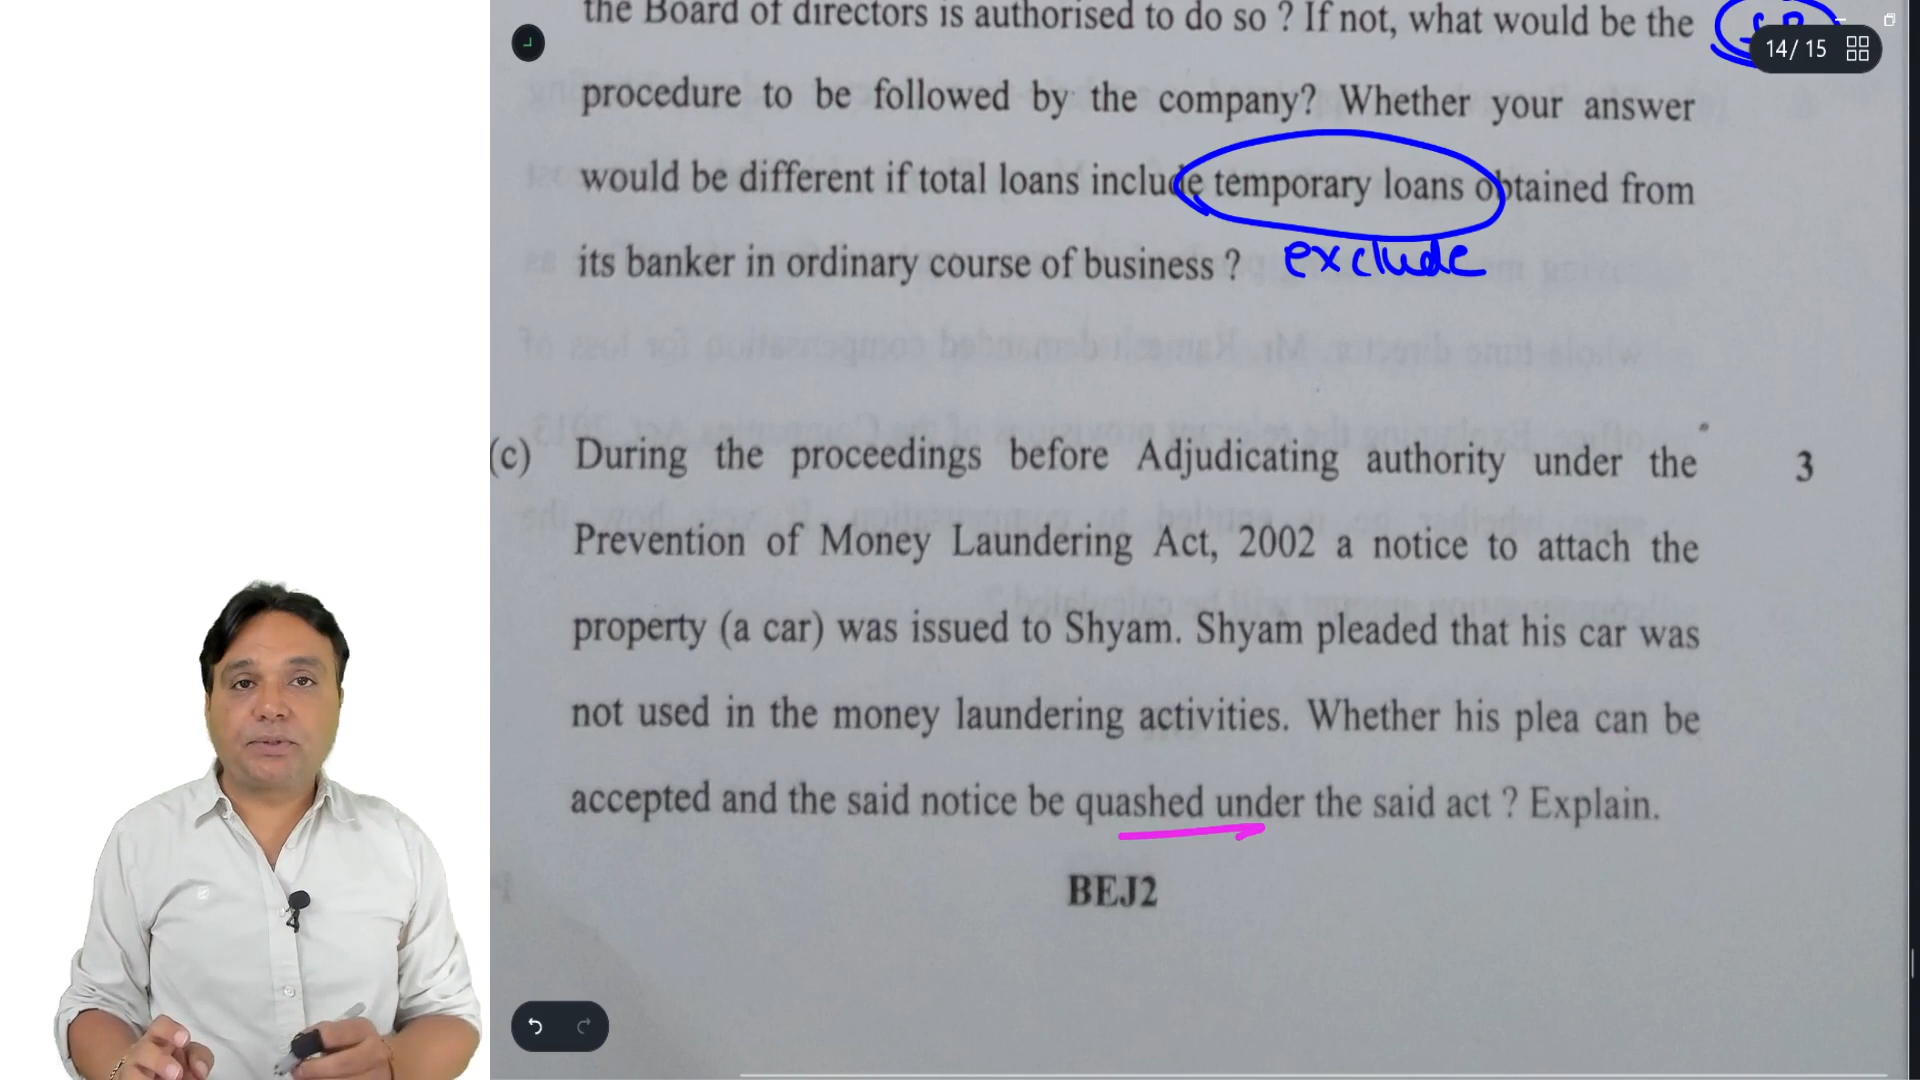 the Board of directors is authorised to do so ? If not, what would be the
14/ 15
procedure to be followed by the company? Whether your answer
would be different if total loans include temporary loans obtained from
its banker in ordinary course of business ?
exclude
(c) During the proceedings before Adjudicating authority under the 3
Prevention of Money Laundering Act, 2002 a notice to attach the
property (a car) was issued to Shyam. Shyam pleaded that his car was
not used in the money laundering activities. Whether his plea can be
accepted and the said notice be quashed under the said act ? Explain.
BEJ2